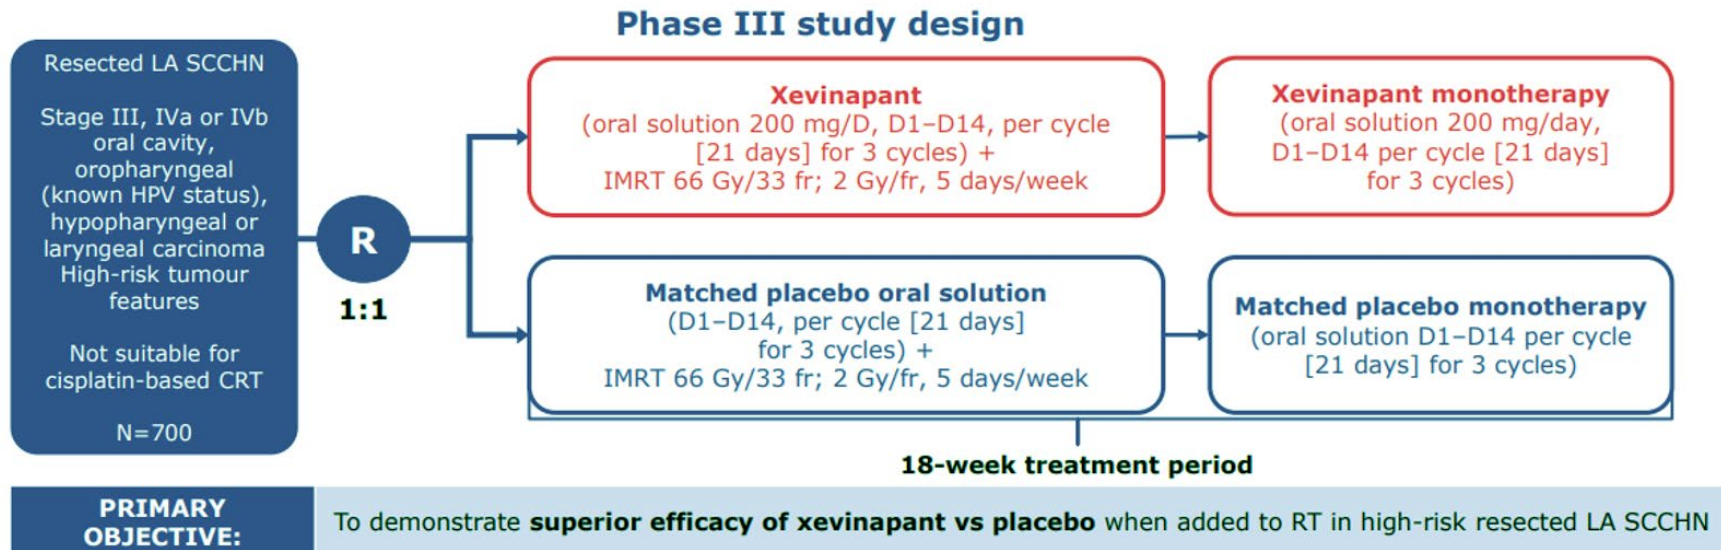 Phase III study design
Resected LA SCCHN
Stage III, IVa or IVb
oral cavity,
oropharyngeal
(known HPV status),
hypopharyngeal or
laryngeal carcinoma
High-risk tumour
features
Not suitable for
cisplatin-based CRT
N=700
R
1:1
Xevinapant
(oral solution 200 mg/D, D1–D14, per cycle
[21 days] for 3 cycles) +
IMRT 66 Gy/33 fr; 2 Gy/fr, 5 days/week
Xevinapant monotherapy
(oral solution 200 mg/day,
D1–D14 per cycle [21 days]
for 3 cycles)
Matched placebo oral solution
(D1–D14, per cycle [21 days]
for 3 cycles) +
IMRT 66 Gy/33 fr; 2 Gy/fr, 5 days/week
Matched placebo monotherapy
(oral solution D1–D14 per cycle
[21 days] for 3 cycles)
18-week treatment period
PRIMARY
OBJECTIVE:
To demonstrate superior efficacy of xevinapant vs placebo when added to RT in high-risk resected LA SCCHN